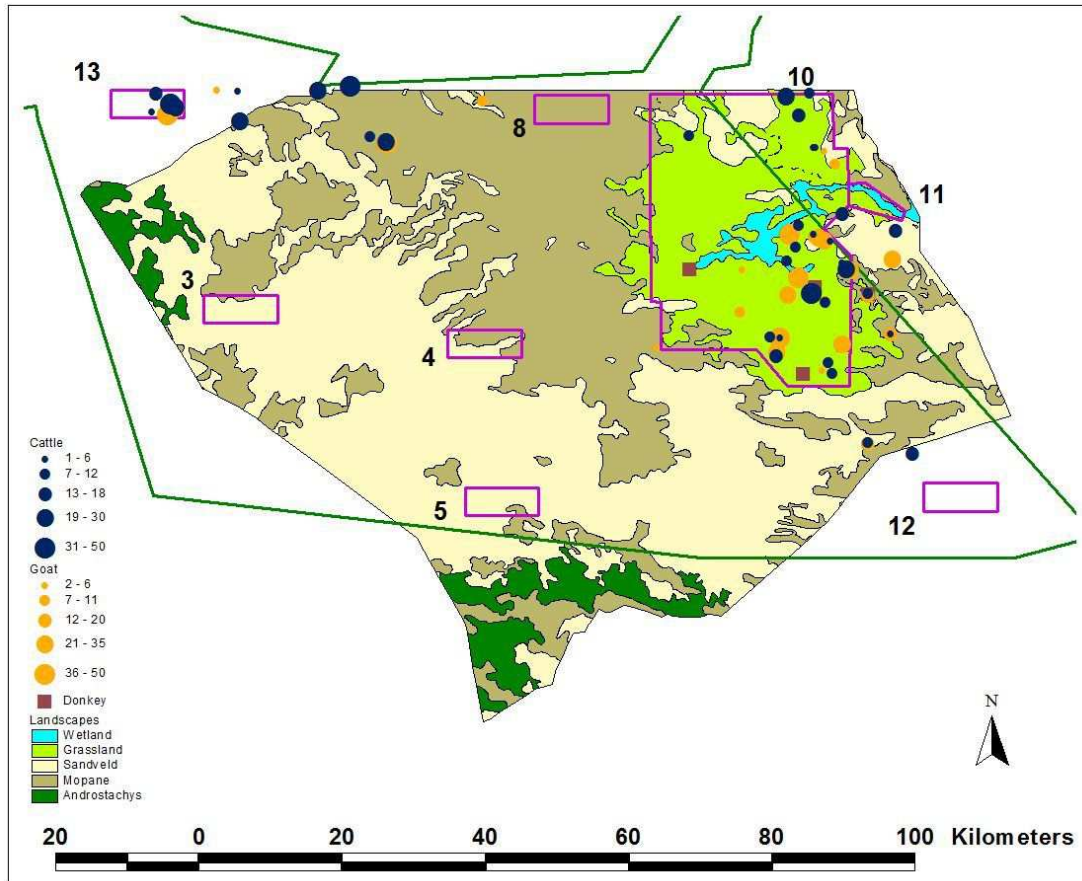 13
10
8
11
3
4
5
12
Cattle
1 - 6
7 - 12
13 - 18
19 - 30
31 - 50
Goat
2 - 6
7 - 11
12 - 20
21 - 35
36 - 50
Donkey
Landscapes
Wetland
Grassland
Sandveld
Mopane
Androstachys
N
20 0 20 40 60 80 100 Kilometers